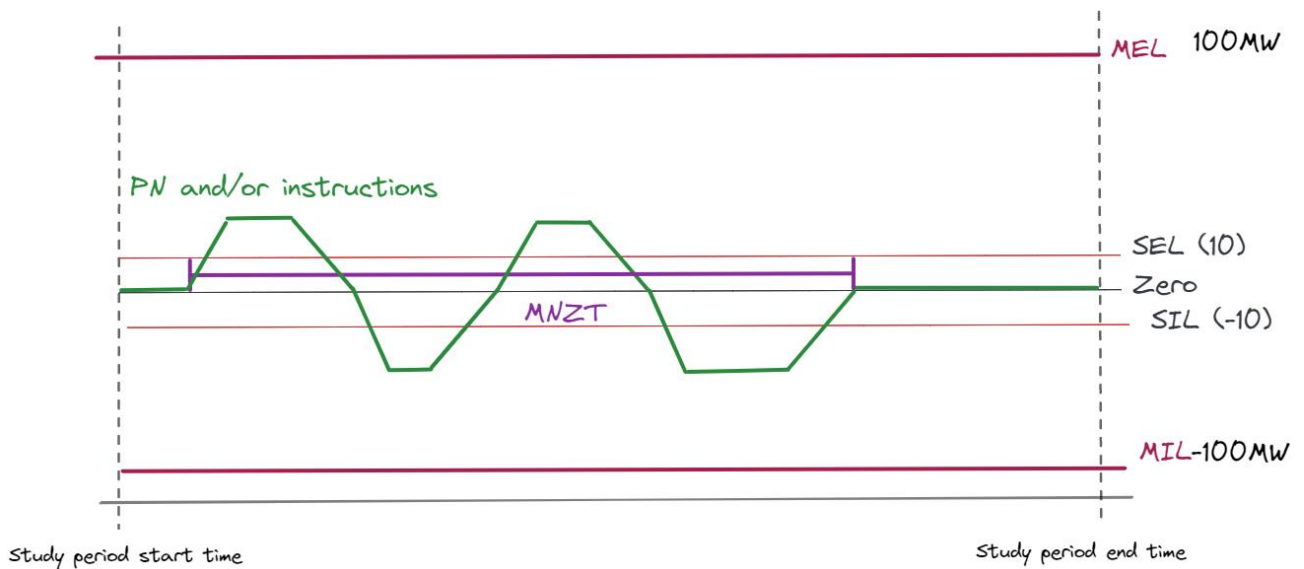 MEL 100MW
PN and/or instructions
SEL (10)
Zero
MNZT
SIL (-10)
MIL-100MW
Study period start time
Study period end time